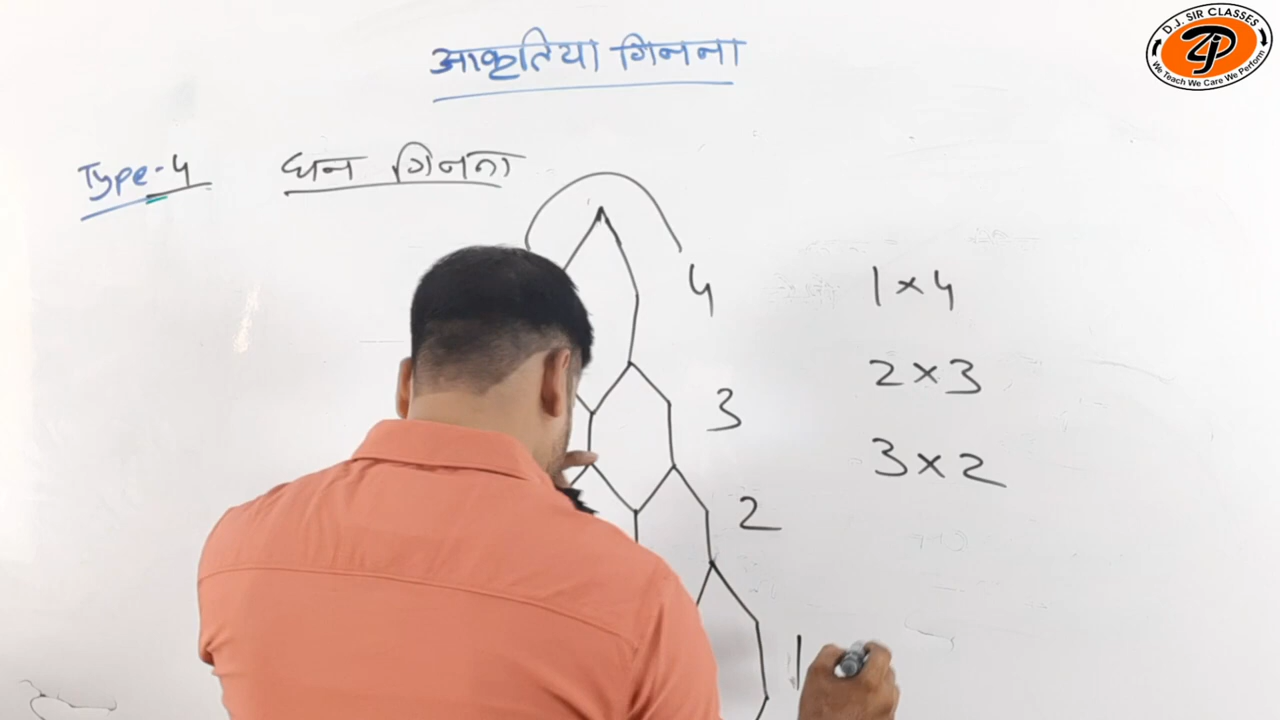 D.J. SIR CLASSES
We Teach We Care We Perform
आकृतिया गिनना
Type-4 घन गिनना
4 1×4
3 2×3
2 3×2
1